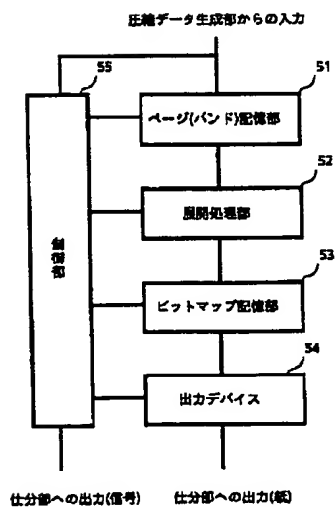 圧縮データ生成部からの入力
55
51
ページ(バンド)記憶部
52
展開処理部
制御部
53
ビットマップ記憶部
54
出力デバイス
仕分部への出力(信号)
仕分部への出力(紙)